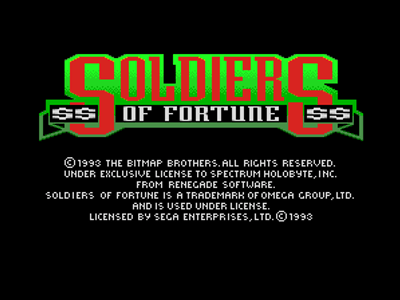 SOLDIERS
SS OF FORTUNE SS
©1993 THE BITMAP BROTHERS.ALL RIGHTS RESERVED.
UNDER EXCLUSIVE LICENSE TO SPECTRUM HOLOBYTE,INC.
FROM RENEGADE SOFTWARE.
SOLDIERS OF FORTUNE IS A TRADEMARK OF OMEGA GROUP,LTD.
AND IS USED UNDER LICENSE.
LICENSED BY SEGA ENTERPRISES,LTD.©1993